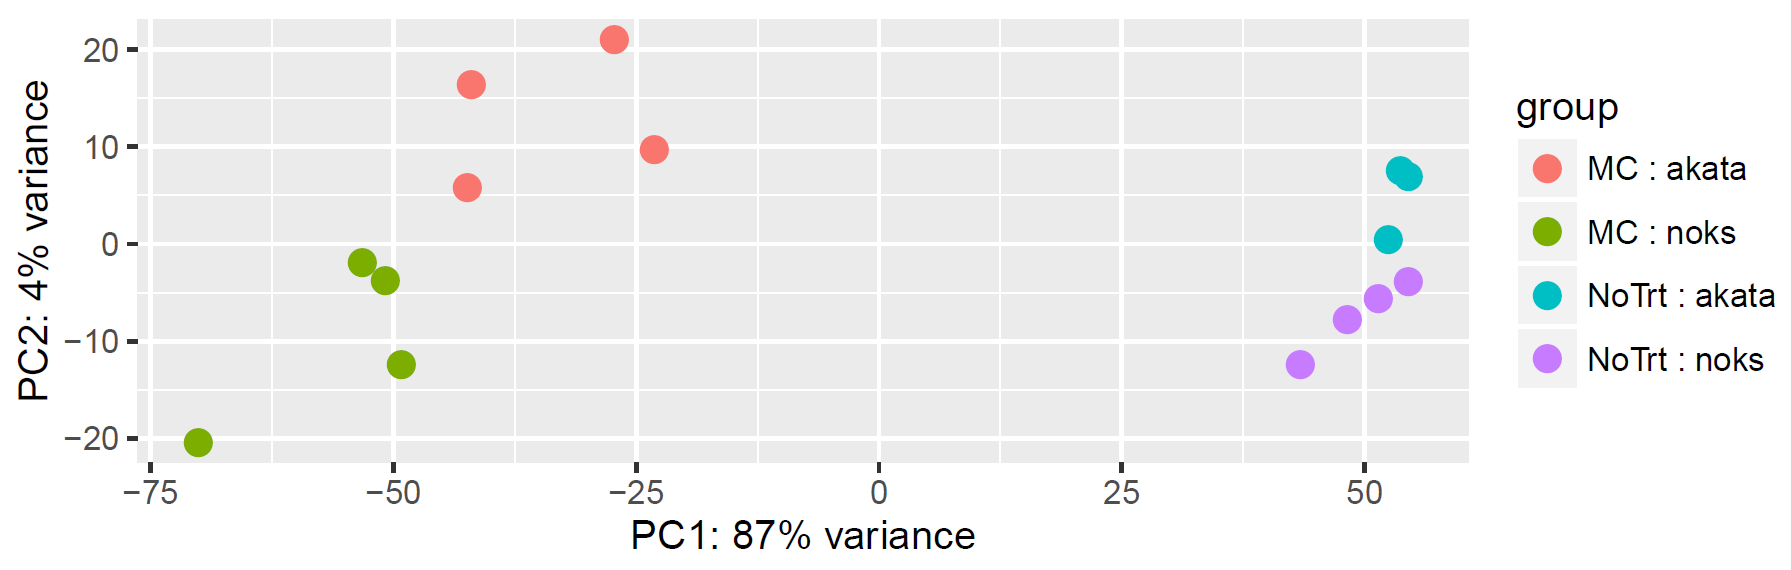 PC2: 4% variance
20
10
0
−10
−20
−75
−50
−25
0
25
50
PC1: 87% variance
group
MC : akata
MC : noks
NoTrt : akata
NoTrt : noks